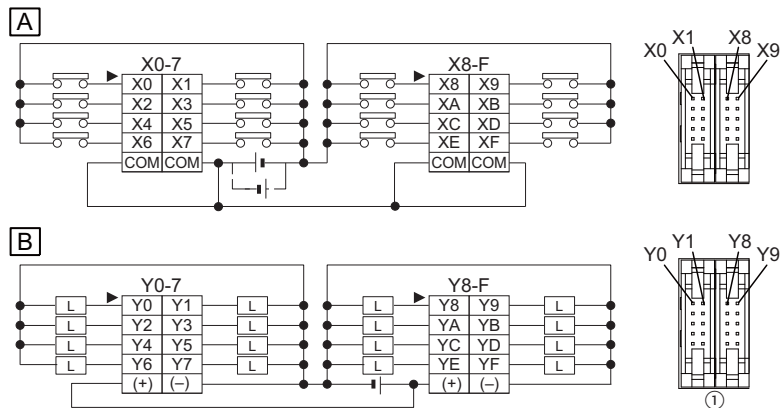 A
X0-7
X0 X1
X2 X3
X4 X5
X6 X7
COM COM
X8-F
X8 X9
XA XB
XC XD
XE XF
COM COM
X0 X1 X8 X9
B
Y0-7
L Y0 Y1 L
L Y2 Y3 L
L Y4 Y5 L
L Y6 Y7 L
(+) (–)
Y8-F
L Y8 Y9 L
L YA YB L
L YC YD L
L YE YF L
(+) (–)
Y0 Y1 Y8 Y9
①